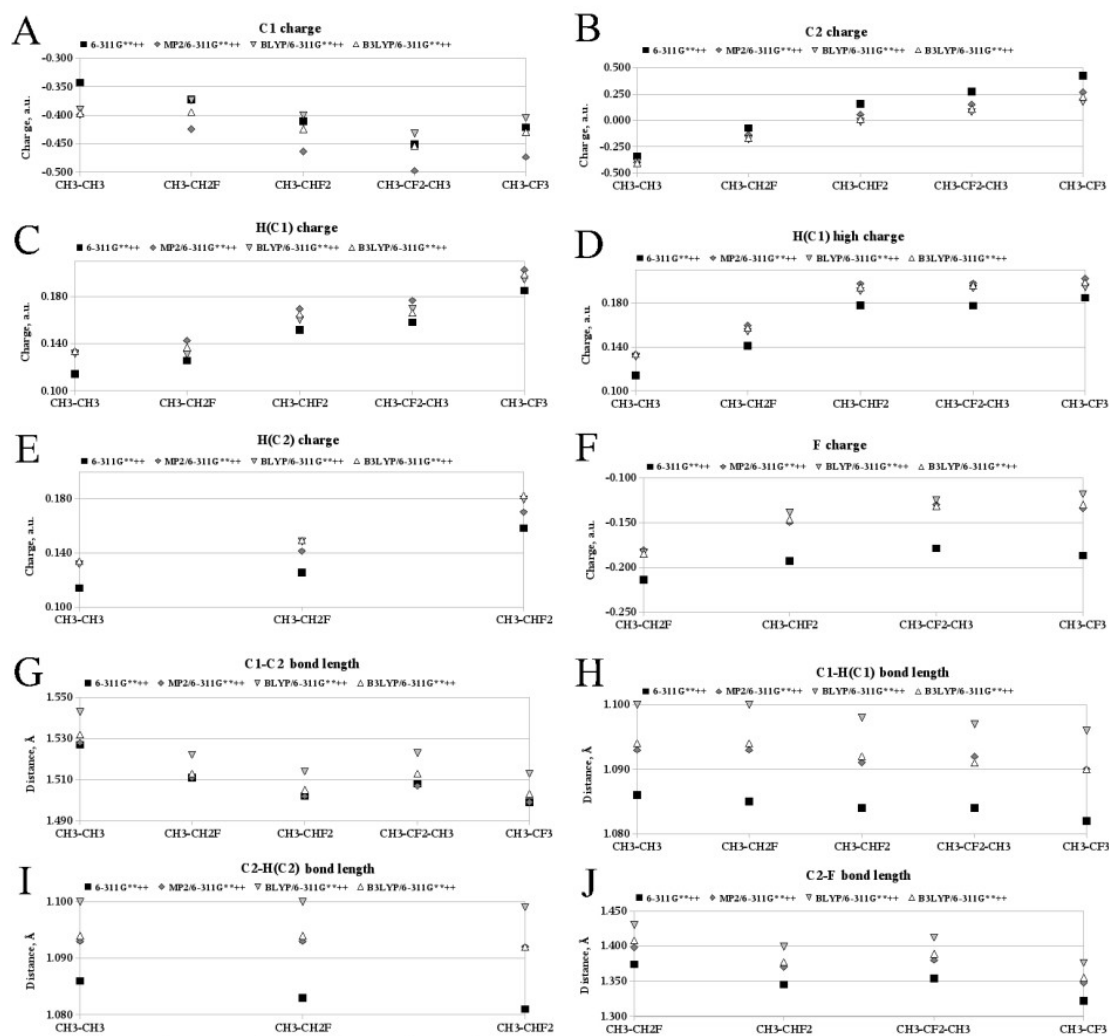 A
C1 charge
6-311G**++ MP2/6-311G**++ BLYP/6-311G**++ B3LYP/6-311G**++
Charge, a.u.
-0.300
-0.350
-0.400
-0.450
-0.500
CH3-CH3 CH3-CH2F CH3-CHF2 CH3-CF2-CH3 CH3-CF3
B
C2 charge
6-311G**++ MP2/6-311G**++ BLYP/6-311G**++ B3LYP/6-311G**++
Charge, a.u.
0.500
0.250
0.000
-0.250
-0.500
CH3-CH3 CH3-CH2F CH3-CHF2 CH3-CF2-CH3 CH3-CF3
C
H(C1) charge
6-311G**++ MP2/6-311G**++ BLYP/6-311G**++ B3LYP/6-311G**++
Charge, a.u.
0.180
0.140
0.100
CH3-CH3 CH3-CH2F CH3-CHF2 CH3-CF2-CH3 CH3-CF3
D
H(C1) high charge
6-311G**++ MP2/6-311G**++ BLYP/6-311G**++ B3LYP/6-311G**++
Charge, a.u.
0.180
0.140
0.100
CH3-CH3 CH3-CH2F CH3-CHF2 CH3-CF2-CH3 CH3-CF3
E
H(C2) charge
6-311G**++ MP2/6-311G**++ BLYP/6-311G**++ B3LYP/6-311G**++
Charge, a.u.
0.180
0.140
0.100
CH3-CH3 CH3-CH2F CH3-CHF2
F
F charge
6-311G**++ MP2/6-311G**++ BLYP/6-311G**++ B3LYP/6-311G**++
Charge, a.u.
-0.100
-0.150
-0.200
-0.250
CH3-CH2F CH3-CHF2 CH3-CF2-CH3 CH3-CF3
G
C1-C2 bond length
6-311G**++ MP2/6-311G**++ BLYP/6-311G**++ B3LYP/6-311G**++
Distance, Å
1.550
1.530
1.510
1.490
CH3-CH3 CH3-CH2F CH3-CHF2 CH3-CF2-CH3 CH3-CF3
H
C1-H(C1) bond length
6-311G**++ MP2/6-311G**++ BLYP/6-311G**++ B3LYP/6-311G**++
Distance, Å
1.100
1.090
1.080
CH3-CH3 CH3-CH2F CH3-CHF2 CH3-CF2-CH3 CH3-CF3
I
C2-H(C2) bond length
6-311G**++ MP2/6-311G**++ BLYP/6-311G**++ B3LYP/6-311G**++
Distance, Å
1.100
1.090
1.080
CH3-CH3 CH3-CH2F CH3-CHF2
J
C2-F bond length
6-311G**++ MP2/6-311G**++ BLYP/6-311G**++ B3LYP/6-311G**++
Distance, Å
1.450
1.400
1.350
1.300
CH3-CH2F CH3-CHF2 CH3-CF2-CH3 CH3-CF3